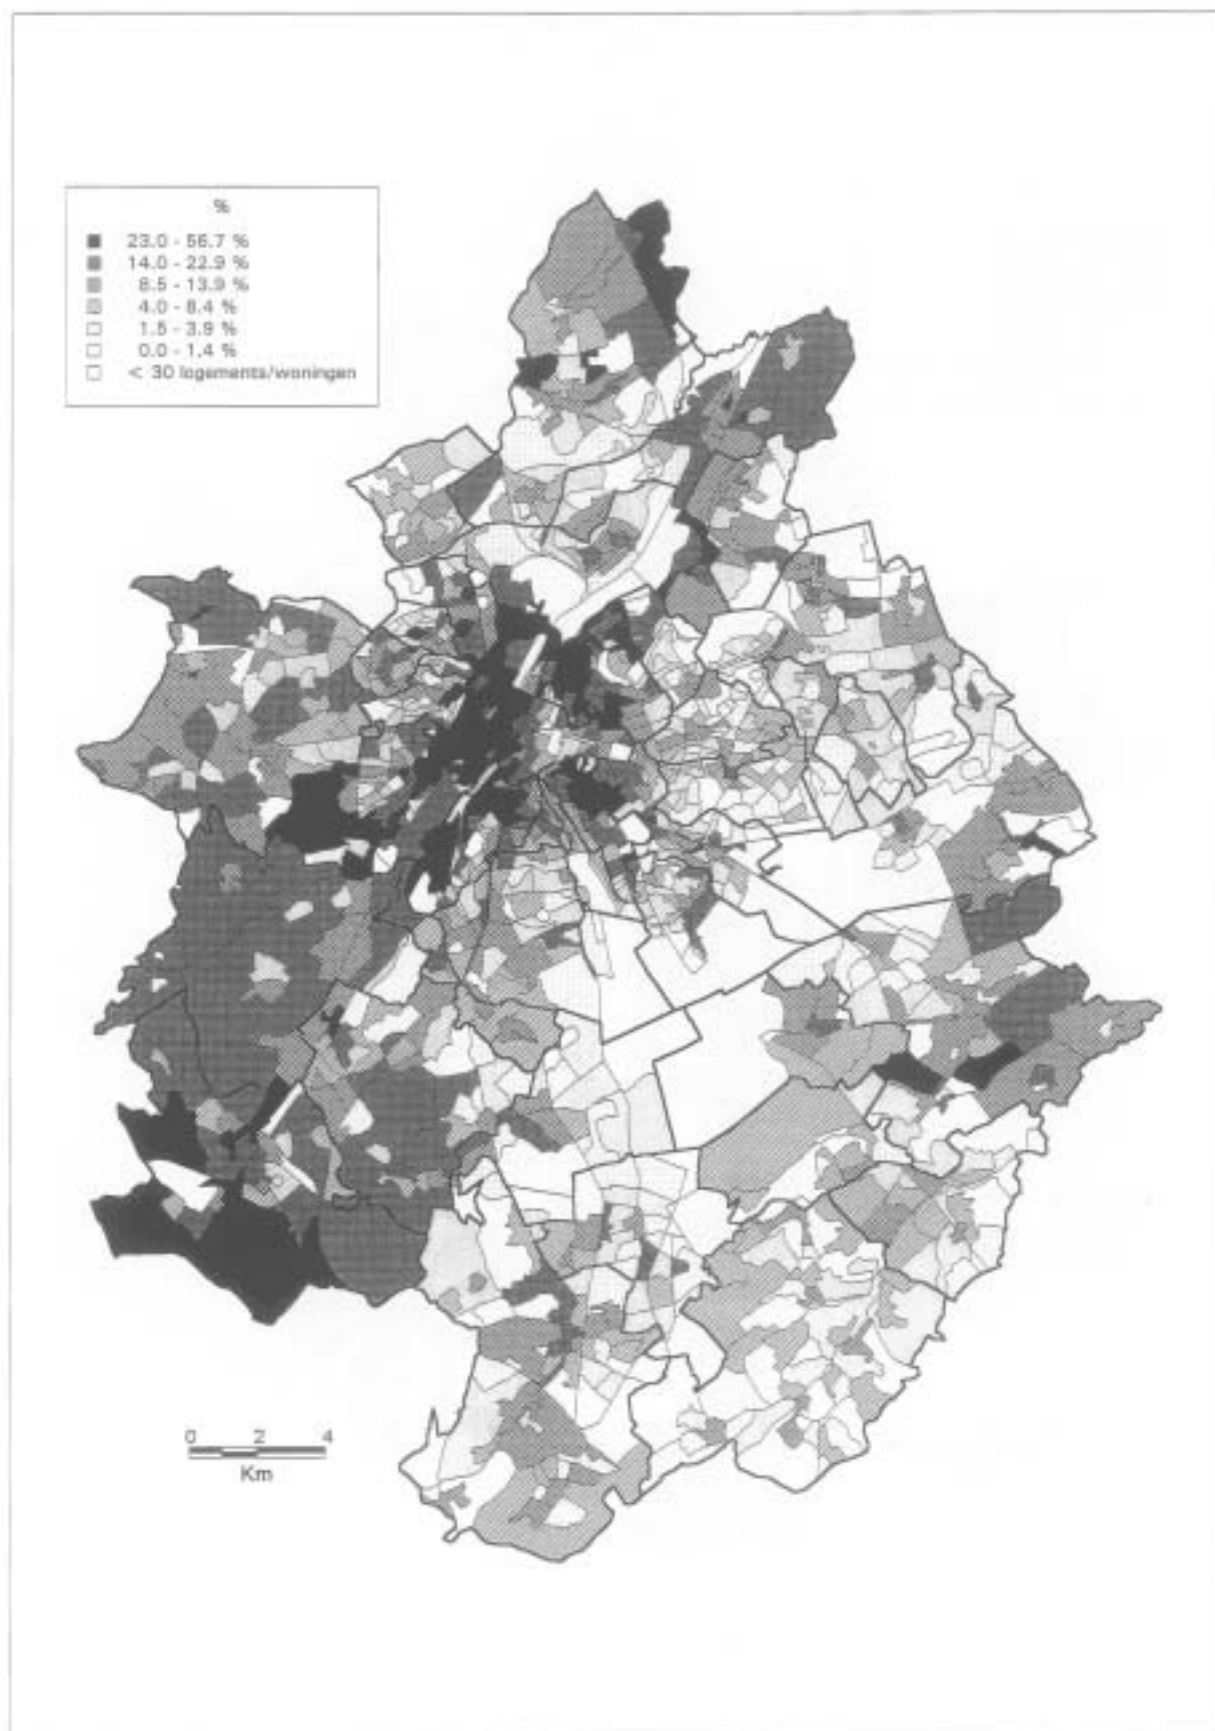 %
23.0 - 56.7 %
14.0 - 22.9 %
8.5 - 13.9 %
4.0 - 8.4 %
1.5 - 3.9 %
0.0 - 1.4 %
< 30 logements/woningen
0 2 4
Km